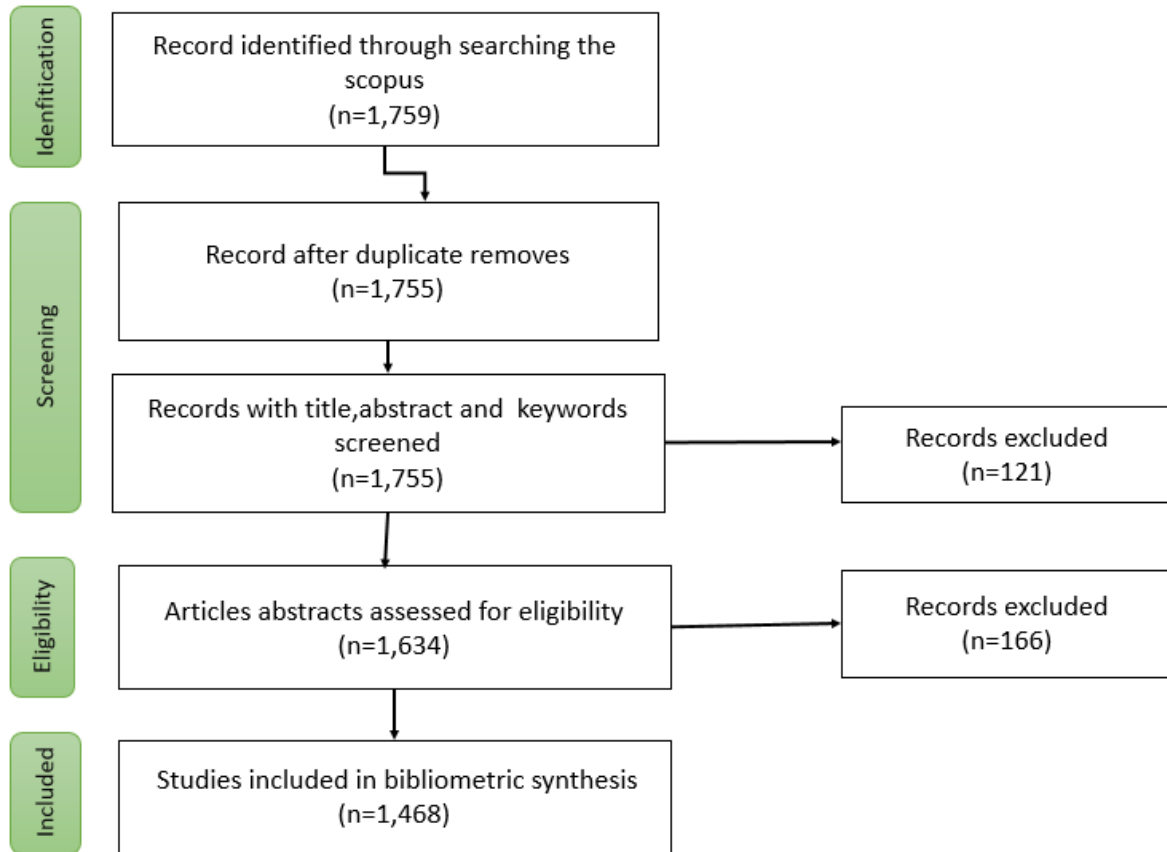 Idenfitication
Record identified through searching the
scopus
(n=1,759)
Screening
Record after duplicate removes
(n=1,755)
Records with title,abstract and keywords
screened
(n=1,755)
Records excluded
(n=121)
Eligibility
Articles abstracts assessed for eligibility
(n=1,634)
Records excluded
(n=166)
Included
Studies included in bibliometric synthesis
(n=1,468)